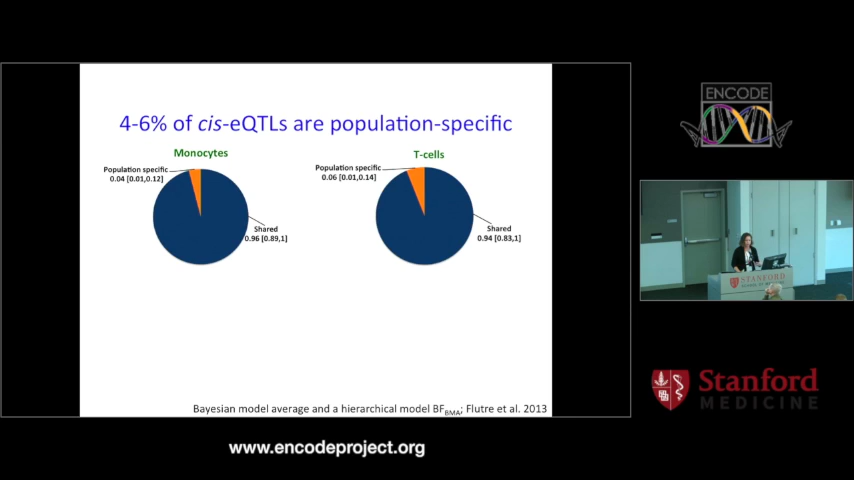 4-6% of cis-eQTLs are population-specific
Monocytes
Population specific
0.04 [0.01,0.12]
Shared
0.96 [0.89,1]
T-cells
Population specific
0.06 [0.01,0.14]
Shared
0.94 [0.83,1]
Bayesian model average and a hierarchical model BFBMA; Flutre et al. 2013
ENCODE
STANFORD
Stanford
MEDICINE
www.encodeproject.org